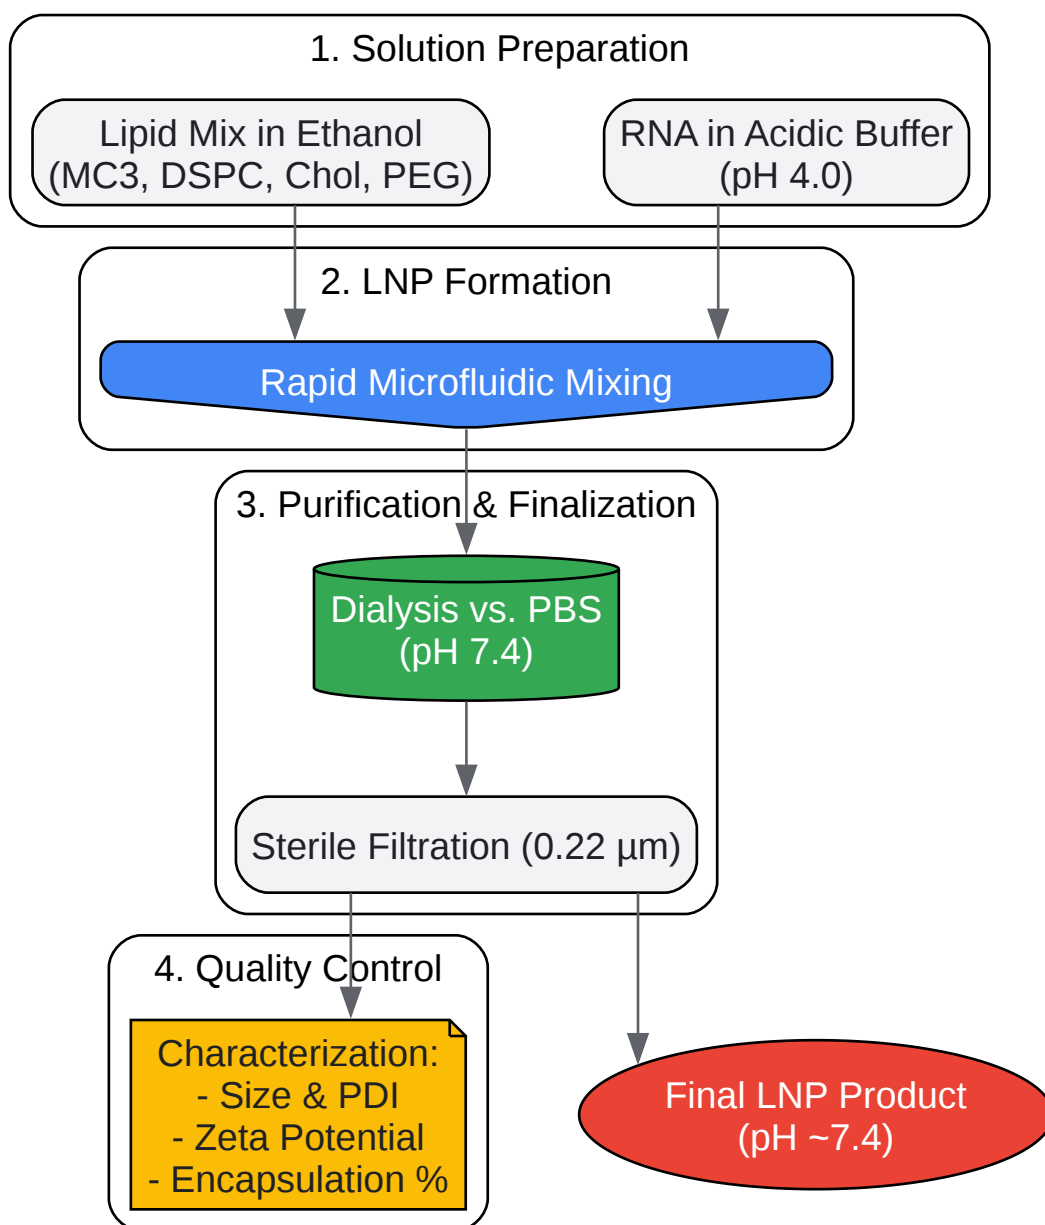 1. Solution Preparation
Lipid Mix in Ethanol
(MC3, DSPC, Chol, PEG)
RNA in Acidic Buffer
(pH 4.0)
2. LNP Formation
Rapid Microfluidic Mixing
3. Purification & Finalization
Dialysis vs. PBS
(pH 7.4)
Sterile Filtration (0.22 µm)
4. Quality Control
Characterization:
- Size & PDI
- Zeta Potential
- Encapsulation %
Final LNP Product
(pH ~7.4)